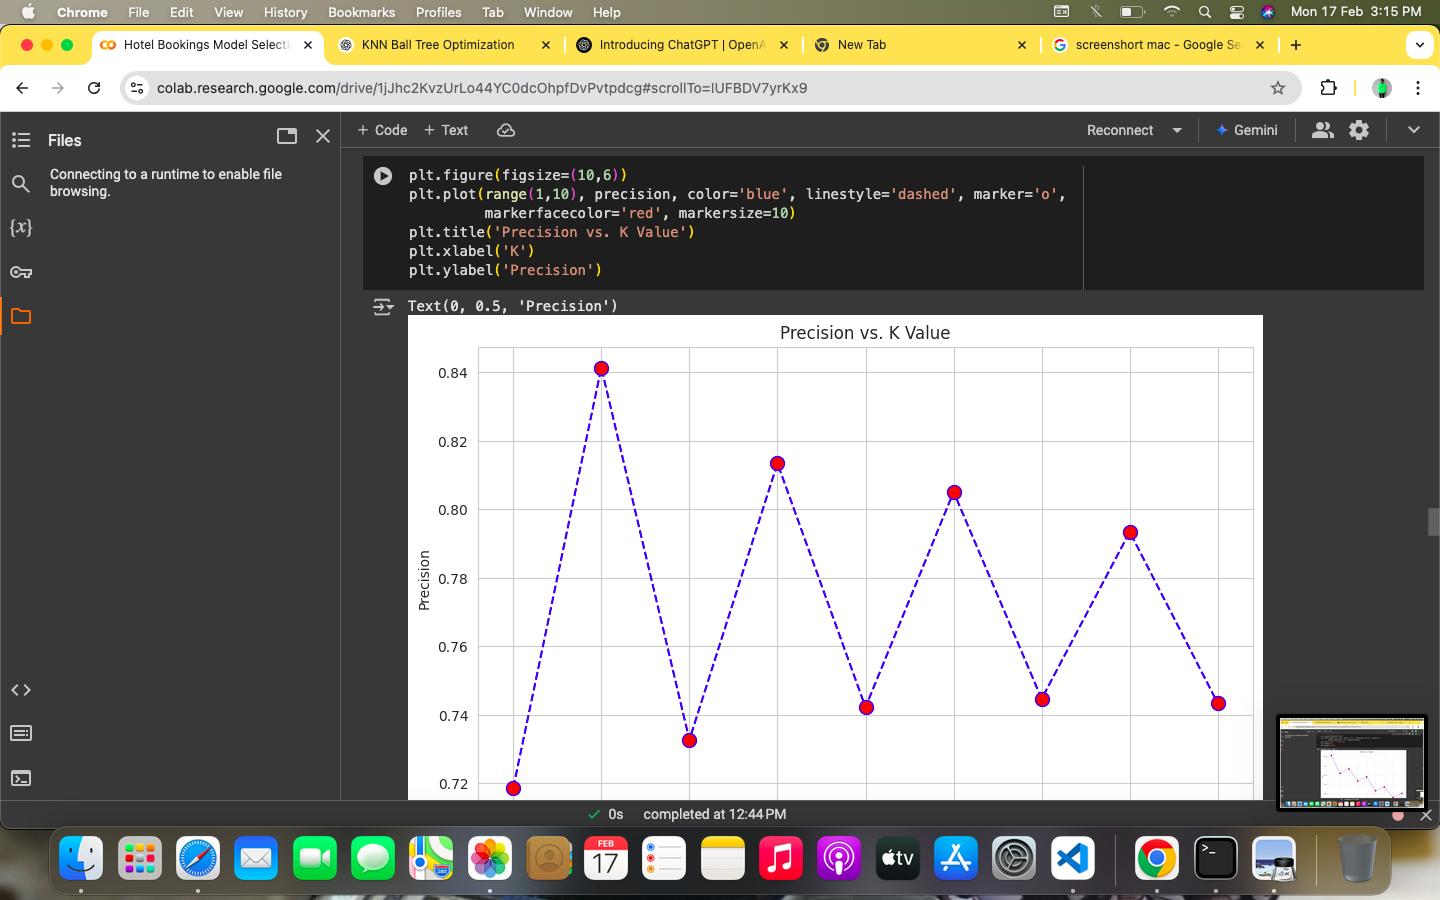 Chrome File Edit View History Bookmarks Profiles Tab Window Help Mon 17 Feb 3:15 PM
Hotel Bookings Model Selecti KNN Ball Tree Optimization Introducing ChatGPT | OpenA New Tab screenshort mac - Google Se
colab.research.google.com/drive/1jJhc2KvzUrLo44YC0dcOhpfDvPvtpdcg#scrollTo=IUFBDV7yrKx9
Files
+ Code + Text Reconnect Gemini
Connecting to a runtime to enable file
browsing.
{x}
plt.figure(figsize=(10,6))
plt.plot(range(1,10), precision, color='blue', linestyle='dashed', marker='o',
markerfacecolor='red', markersize=10)
plt.title('Precision vs. K Value')
plt.xlabel('K')
plt.ylabel('Precision')
Text(0, 0.5, 'Precision')
Precision vs. K Value
0.84
0.82
0.80
0.78
0.76
0.74
0.72
Precision
0s completed at 12:44 PM
FEB
17
280
tv
>_